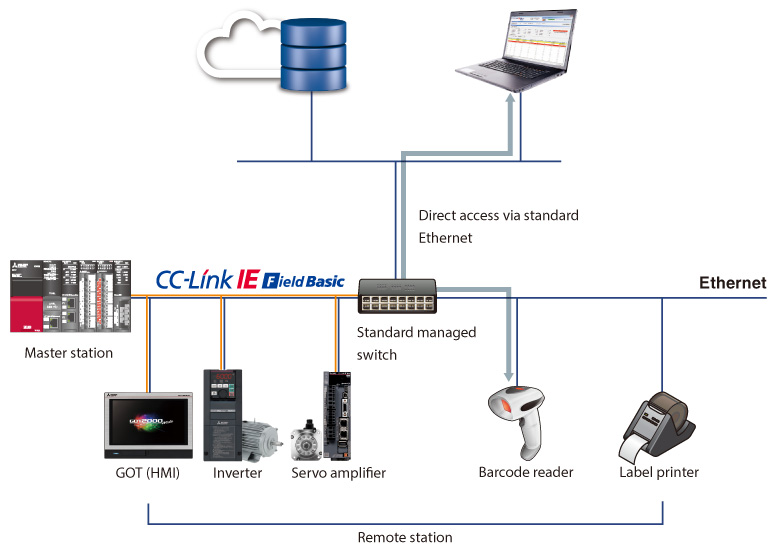 Direct access via standard
Ethernet
CC-Link IE Field Basic
Ethernet
Standard managed
switch
Master station
GOT2000
GOT (HMI)
Inverter
Servo amplifier
Barcode reader
Label printer
Remote station